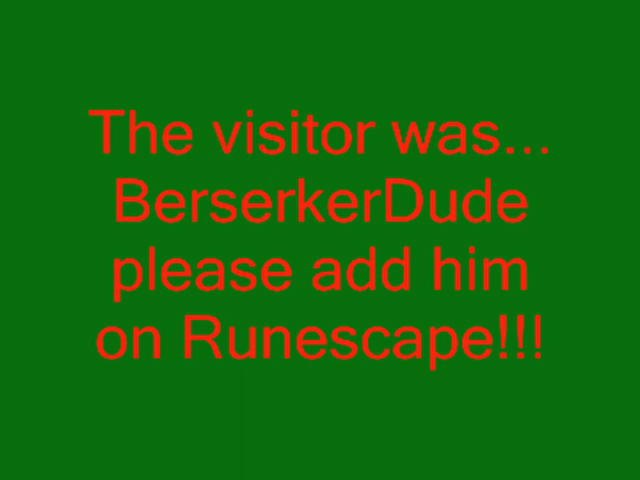 The visitor was...
BerserkerDude
please add him
on Runescape!!!